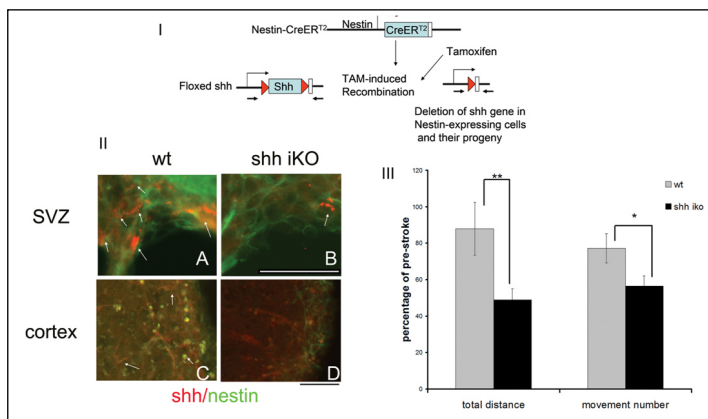 I
Nestin-CreER^T2
Nestin
CreER^T2
Floxed shh
Shh
TAM-induced
Recombination
Tamoxifen
Deletion of shh gene in
Nestin-expressing cells
and their progeny
II
wt
shh iKO
SVZ
A
B
cortex
C
D
shh/nestin
III
percentage of pre-stroke
120
100
80
60
40
20
0
**
*
wt
shh iko
total distance
movement number